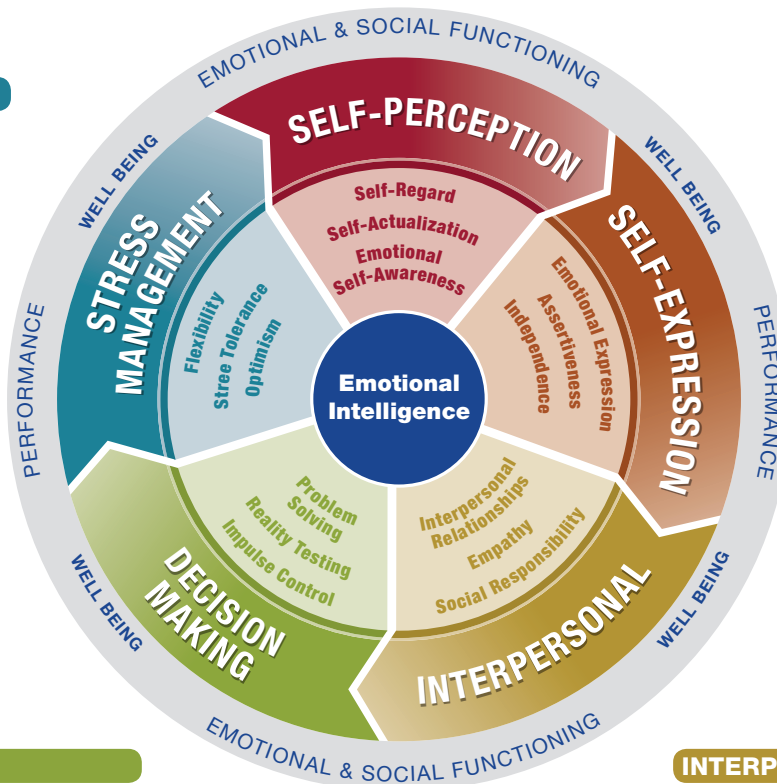 EMOTIONAL & SOCIAL FUNCTIONING
WELL BEING
WELL BEING
PERFORMANCE
PERFORMANCE
WELL BEING
WELL BEING
EMOTIONAL & SOCIAL FUNCTIONING
SELF-PERCEPTION
Self-Regard
Self-Actualization
Emotional
Self-Awareness
SELF-EXPRESSION
Emotional Expression
Assertiveness
Independence
INTERPERSONAL
Interpersonal
Relationships
Empathy
Social Responsibility
DECISION
MAKING
Problem
Solving
Reality Testing
Impulse Control
STRESS
MANAGEMENT
Flexibility
Stree Tolerance
Optimism
Emotional
Intelligence
INTERP